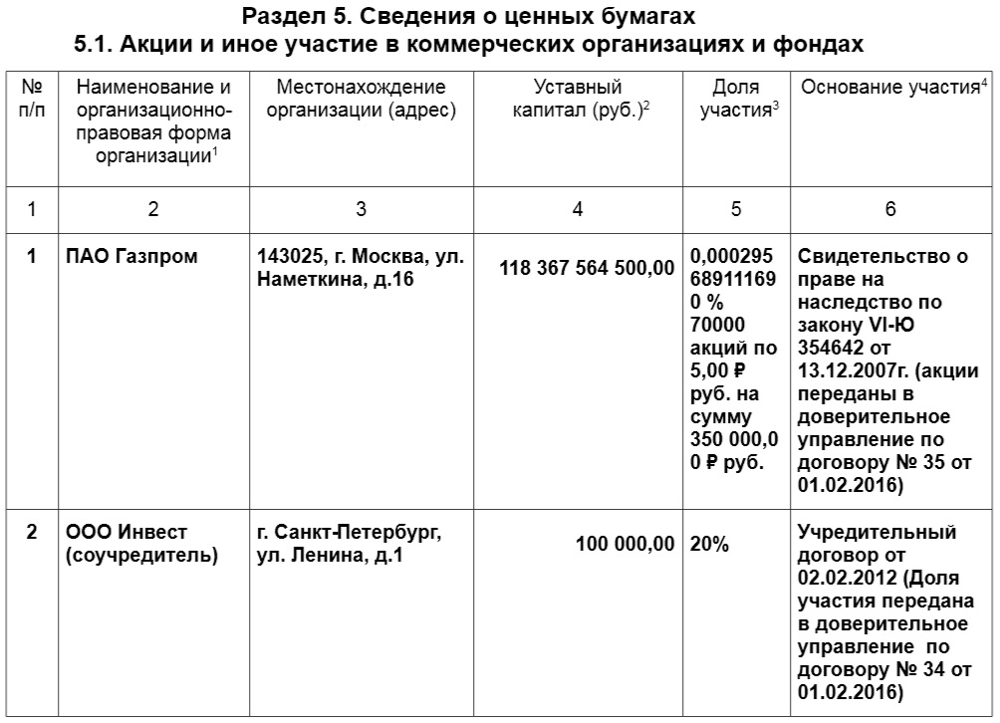 Раздел 5. Сведения о ценных бумагах
5.1. Акции и иное участие в коммерческих организациях и фондах
№
п/п
Наименование и
организационно-
правовая форма
организации1
Местонахождение
организации (адрес)
Уставный
капитал (руб.)2
Доля
участия3
Основание участия4
1
2
3
4
5
6
1
ПАО Газпром
143025, г. Москва, ул.
Наметкина, д.16
118 367 564 500,00
0,000295
68911169
0 %
70000
акций по
5,00 ₽
руб. на
сумму
350 000,0
0 ₽ руб.
Свидетельство о
праве на
наследство по
закону VI-Ю
354642 от
13.12.2007г. (акции
переданы в
доверительное
управление по
договору № 35 от
01.02.2016)
2
ООО Инвест
(соучредитель)
г. Санкт-Петербург,
ул. Ленина, д.1
100 000,00
20%
Учредительный
договор от
02.02.2012 (Доля
участия передана
в доверительное
управление по
договору № 34 от
01.02.2016)